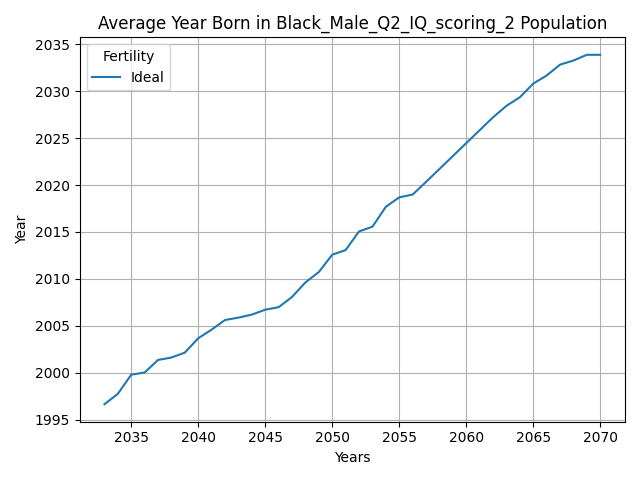 Average Year Born in Black_Male_Q2_IQ_scoring_2 Population
2035
2030
2025
2020
2015
2010
2005
2000
1995
Year
Fertility
Ideal
2035 2040 2045 2050 2055 2060 2065 2070
Years